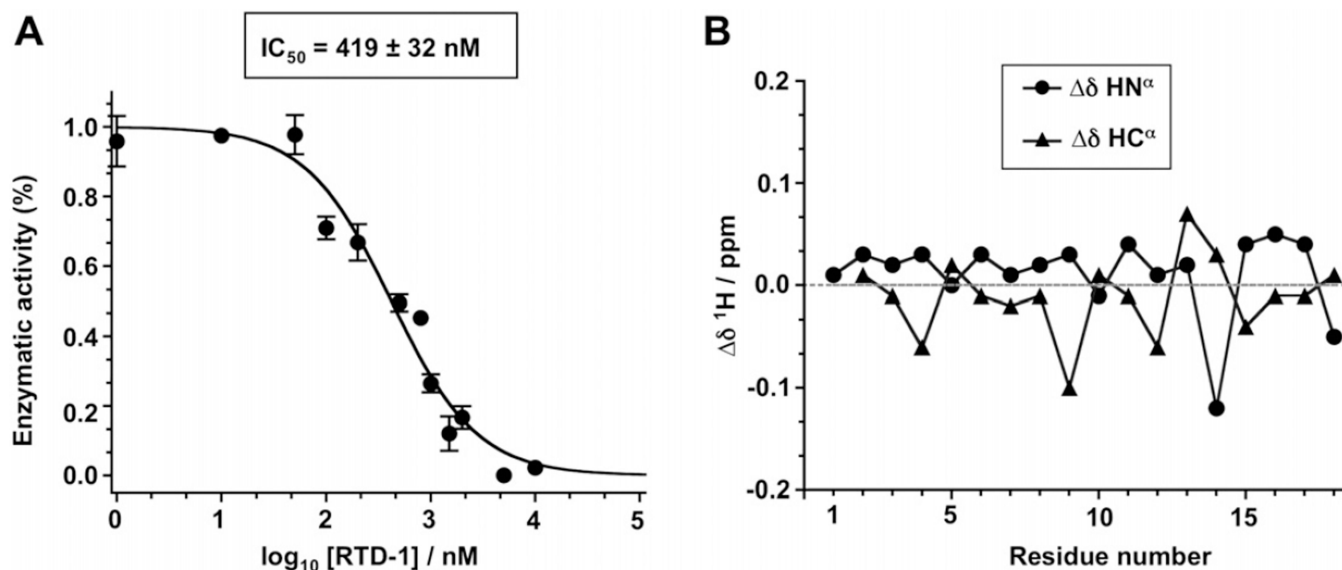 A
IC50 = 419 ± 32 nM
Enzymatic activity (%)
1.0
0.8
0.6
0.4
0.2
0.0
0
1
2
3
4
5
log10 [RTD-1] / nM
B
Δδ HNα
Δδ HCα
Δδ 1H / ppm
0.2
0.1
0.0
-0.1
-0.2
1
5
10
15
Residue number